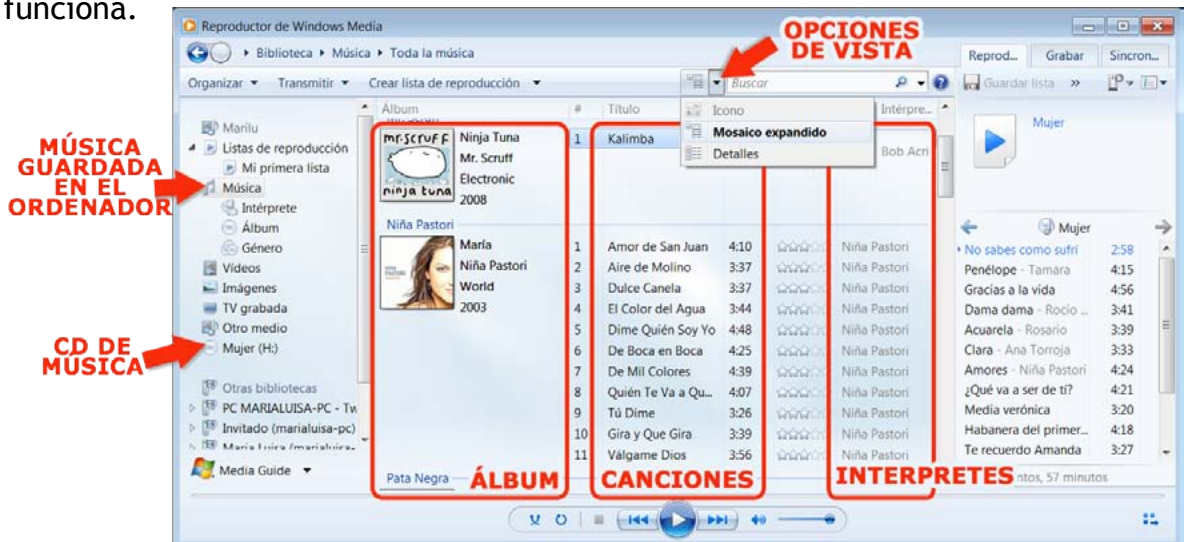 funciona.
Reproductor de Windows Media
Biblioteca ▸ Música ▸ Toda la música
Organizar Transmitir Crear lista de reproducción
Buscar
OPCIONES
DE VISTA
Icono
Mosaico expandido
Detalles
Reprod... Grabar Sincron...
Guardar lista »
Mujer
MÚSICA
GUARDADA
EN EL
ORDENADOR
CD DE
MÚSICA
Marilu
Listas de reproducción
Mi primera lista
Música
Intérprete
Álbum
Género
Vídeos
Imágenes
TV grabada
Otro medio
Mujer (H:)
Otras bibliotecas
PC MARIALUISA-PC - Tw
Invitado (marialuisa-pc)
Maria Luisa (marialuisa-
Media Guide
Álbum # Título Intérpre...
mr.scruff
ninja tuna
Ninja Tuna
Mr. Scruff
Electronic
2008
1 Kalimba Bob Acri
Niña Pastori
María
Niña Pastori
World
2003
1 Amor de San Juan 4:10 Niña Pastori
2 Aire de Molino 3:37 Niña Pastori
3 Dulce Canela 3:37 Niña Pastori
4 El Color del Agua 3:44 Niña Pastori
5 Dime Quién Soy Yo 4:48 Niña Pastori
6 De Boca en Boca 4:25 Niña Pastori
7 De Mil Colores 4:39 Niña Pastori
8 Quién Te Va a Qu... 4:07 Niña Pastori
9 Tú Dime 3:26 Niña Pastori
10 Gira y Que Gira 3:39 Niña Pastori
11 Válgame Dios 3:56 Niña Pastori
Pata Negra
ÁLBUM
CANCIONES
INTERPRETES
Mujer
No sabes como sufrí 2:58
Penélope - Tamara 4:15
Gracias a la vida 4:56
Dama dama - Rocio ... 3:41
Acuarela - Rosario 3:39
Clara - Ana Torroja 3:33
Amores - Niña Pastori 4:24
¿Qué va a ser de tí? 4:21
Media verónica 3:20
Habanera del primer... 4:18
Te recuerdo Amanda 3:27
ntos, 57 minutos